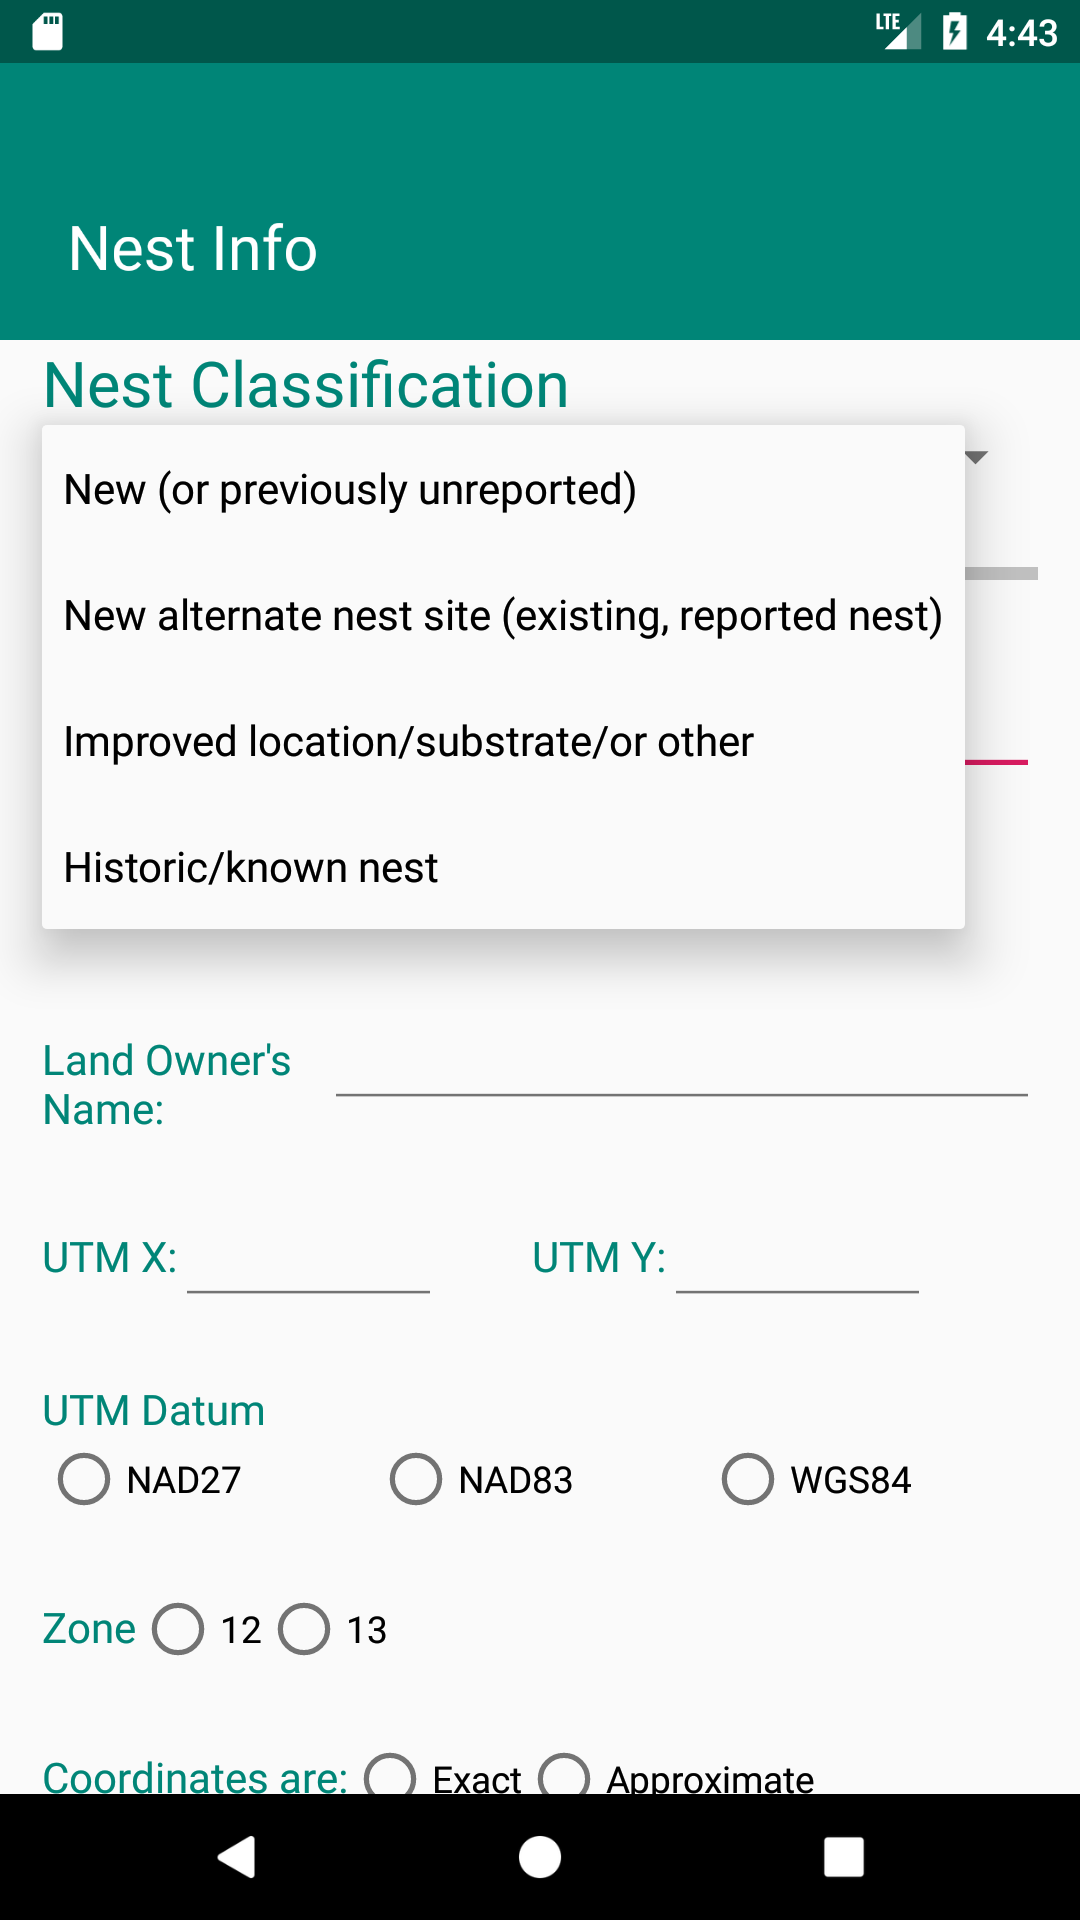 LTE 4:43
Nest Info
Nest Classification
New (or previously unreported)
New alternate nest site (existing, reported nest)
Improved location/substrate/or other
Historic/known nest
Land Owner's
Name:
UTM X: UTM Y:
UTM Datum
NAD27 NAD83 WGS84
Zone 12 13
Coordinates are: Exact Approximate